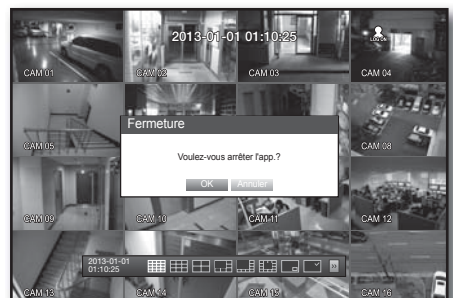 2013-01-01 01:10:25
Log On
CAM 01
CAM 02
CAM 03
CAM 04
Fermeture
CAM 05
CAM 08
Voulez-vous arrêter l'app.?
OK
Annuler
CAM 09
CAM 10
CAM 11
CAM 12
2013-01-01
01:10:25
CAM 13
CAM 14
CAM 15
CAM 16